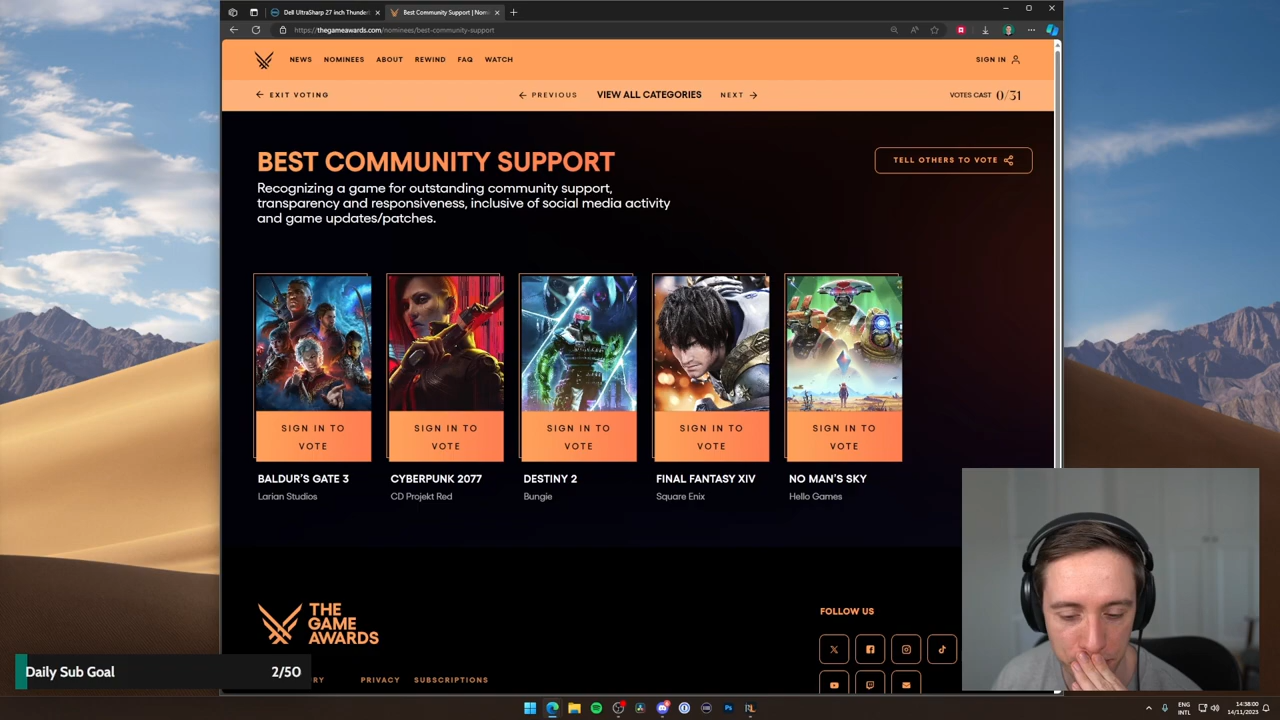 Dell UltraSharp 27 inch Thunder
Best Community Support | Nomi
https://thegameawards.com/nominees/best-community-support
NEWS
NOMINEES
ABOUT
REWIND
FAQ
WATCH
SIGN IN
EXIT VOTING
PREVIOUS
VIEW ALL CATEGORIES
NEXT
VOTES CAST 0/31
BEST COMMUNITY SUPPORT
TELL OTHERS TO VOTE
Recognizing a game for outstanding community support,
transparency and responsiveness, inclusive of social media activity
and game updates/patches.
SIGN IN TO
VOTE
SIGN IN TO
VOTE
SIGN IN TO
VOTE
SIGN IN TO
VOTE
SIGN IN TO
VOTE
BALDUR'S GATE 3
Larian Studios
CYBERPUNK 2077
CD Projekt Red
DESTINY 2
Bungie
FINAL FANTASY XIV
Square Enix
NO MAN'S SKY
Hello Games
THE
GAME
AWARDS
FOLLOW US
RY
PRIVACY
SUBSCRIPTIONS
Daily Sub Goal
2/50
ENG
INTL
14:38:00
14/11/2023